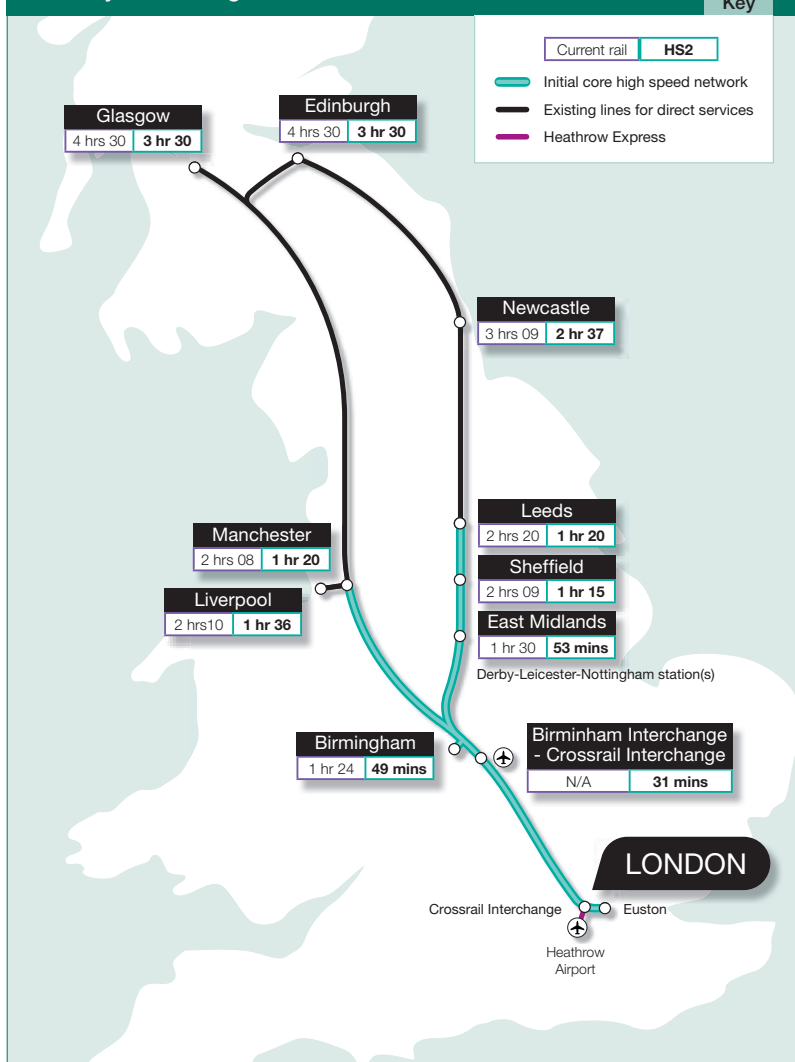 Key
Current rail HS2
Initial core high speed network
Existing lines for direct services
Heathrow Express
Glasgow
4 hrs 30 3 hr 30
Edinburgh
4 hrs 30 3 hr 30
Newcastle
3 hrs 09 2 hr 37
Leeds
2 hrs 20 1 hr 20
Manchester
2 hrs 08 1 hr 20
Sheffield
2 hrs 09 1 hr 15
Liverpool
2 hrs10 1 hr 36
East Midlands
1 hr 30 53 mins
Derby-Leicester-Nottingham station(s)
Birmingham
1 hr 24 49 mins
Birminham Interchange
- Crossrail Interchange
N/A 31 mins
LONDON
Crossrail Interchange
Euston
Heathrow
Airport